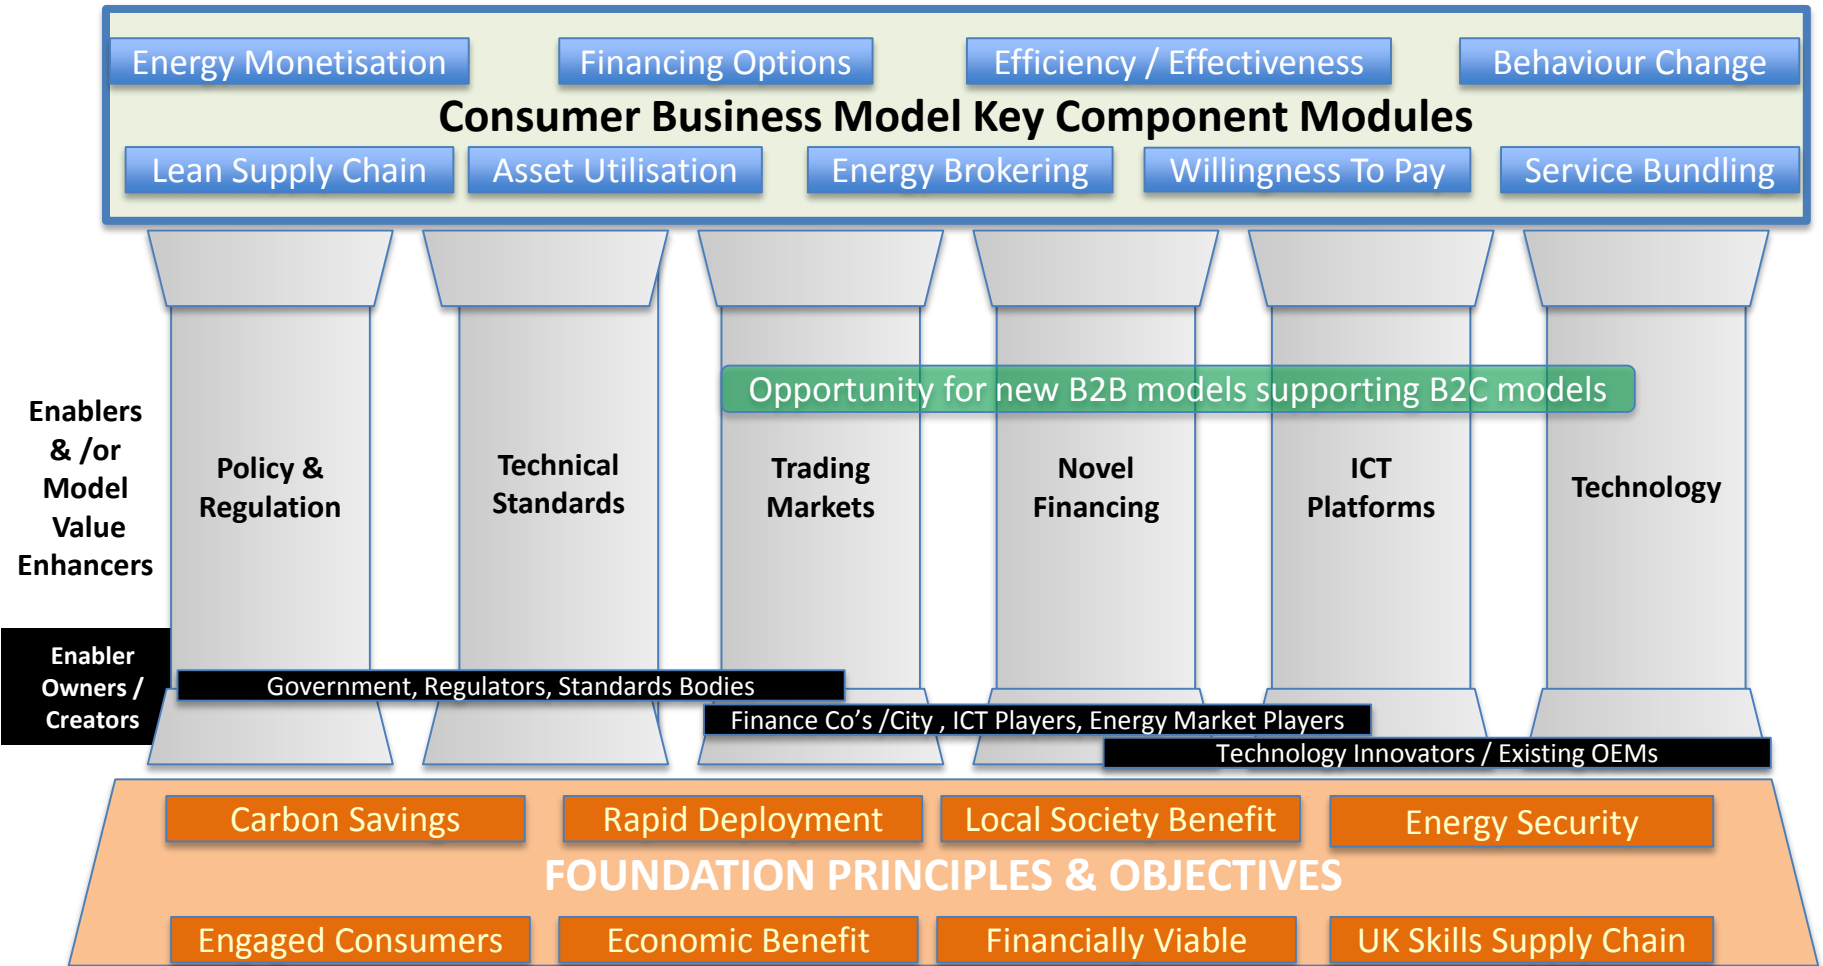 Energy Monetisation
Financing Options
Efficiency / Effectiveness
Behaviour Change
Consumer Business Model Key Component Modules
Lean Supply Chain
Asset Utilisation
Energy Brokering
Willingness To Pay
Service Bundling
Opportunity for new B2B models supporting B2C models
Enablers
& /or
Model
Value
Enhancers
Policy &
Regulation
Technical
Standards
Trading
Markets
Novel
Financing
ICT
Platforms
Technology
Enabler
Owners /
Creators
Government, Regulators, Standards Bodies
Finance Co’s /City , ICT Players, Energy Market Players
Technology Innovators / Existing OEMs
Carbon Savings
Rapid Deployment
Local Society Benefit
Energy Security
FOUNDATION PRINCIPLES & OBJECTIVES
Engaged Consumers
Economic Benefit
Financially Viable
UK Skills Supply Chain